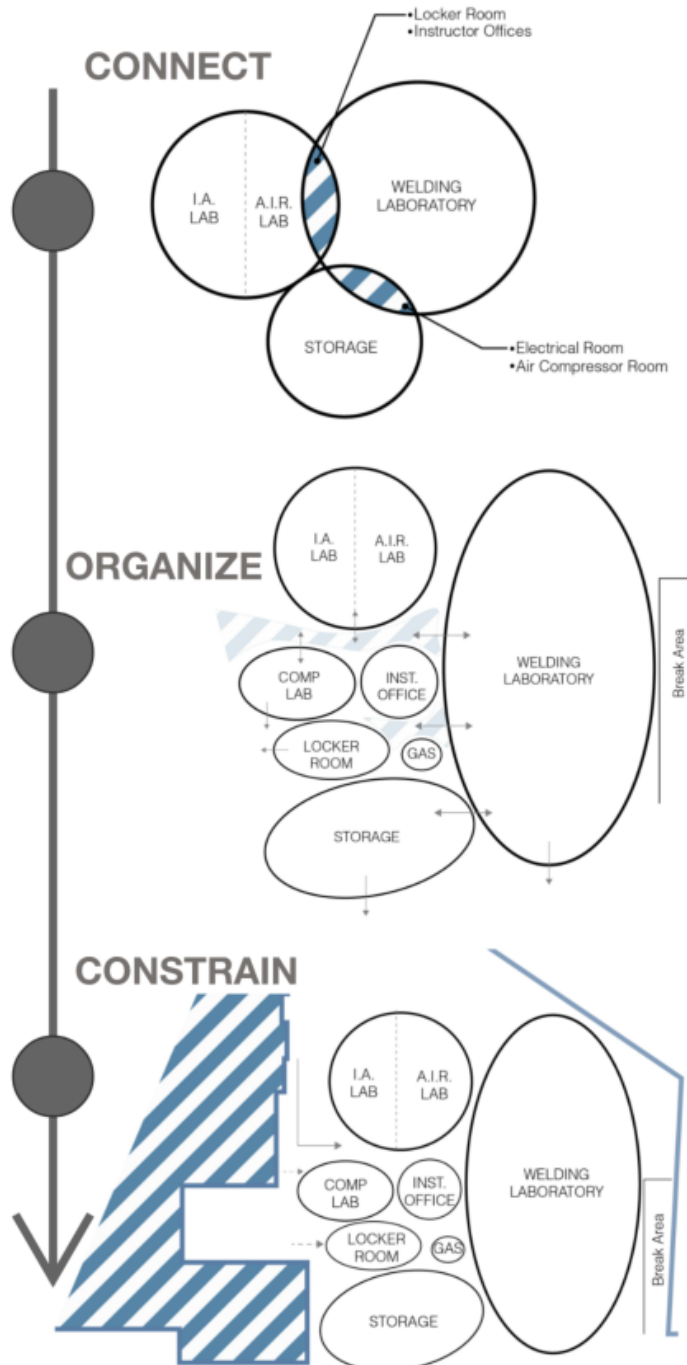 •Locker Room
•Instructor Offices
CONNECT
I.A.
LAB
A.I.R.
LAB
WELDING
LABORATORY
STORAGE
•Electrical Room
•Air Compressor Room
ORGANIZE
I.A.
LAB
A.I.R.
LAB
COMP
LAB
INST.
OFFICE
WELDING
LABORATORY
Break Area
LOCKER
ROOM
GAS
STORAGE
CONSTRAIN
I.A.
LAB
A.I.R.
LAB
COMP
LAB
INST.
OFFICE
WELDING
LABORATORY
LOCKER
ROOM
GAS
Break Area
STORAGE